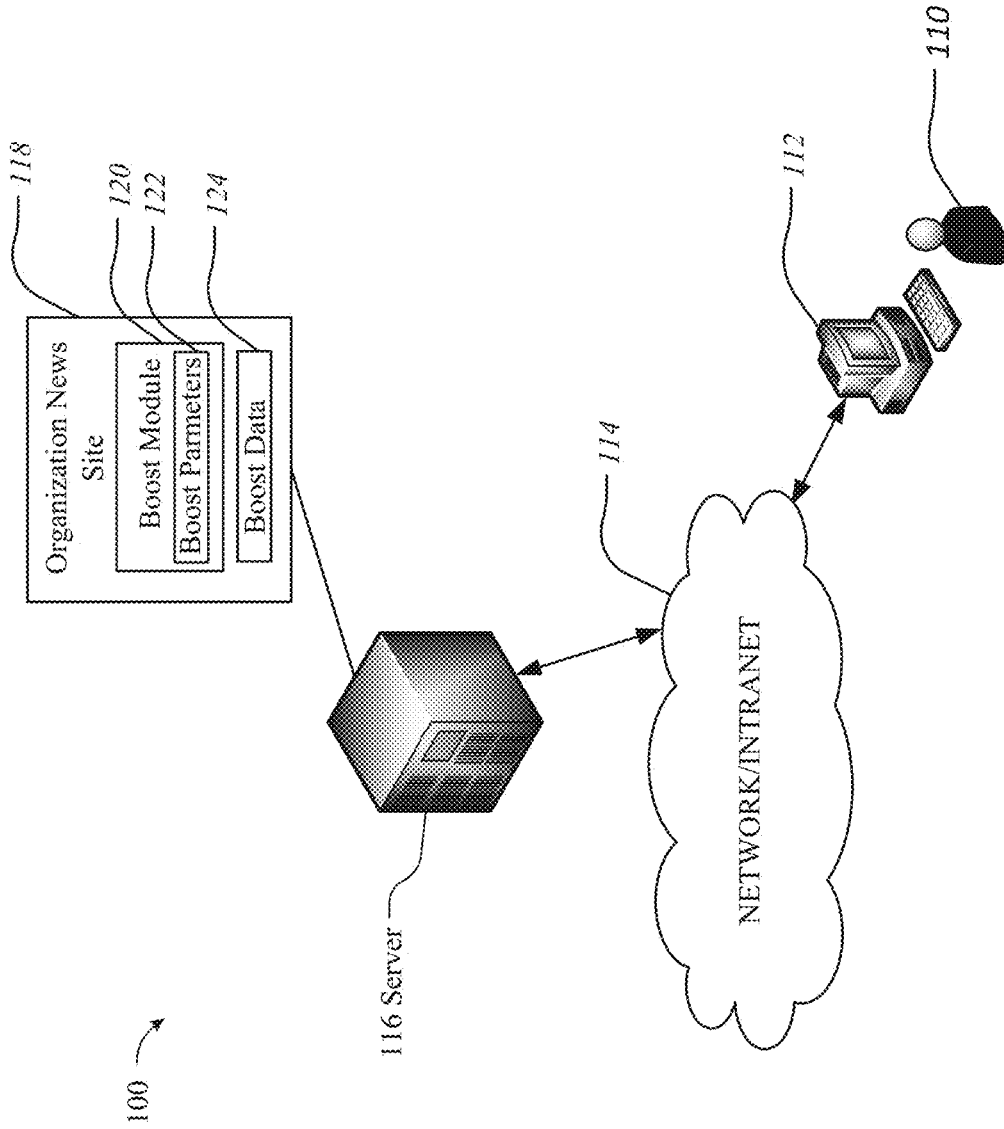 100
Organization News
Site
Boost Module
Boost Parmeters
Boost Data
118
120
122
124
116 Server
NETWORK/INTRANET
114
112
110